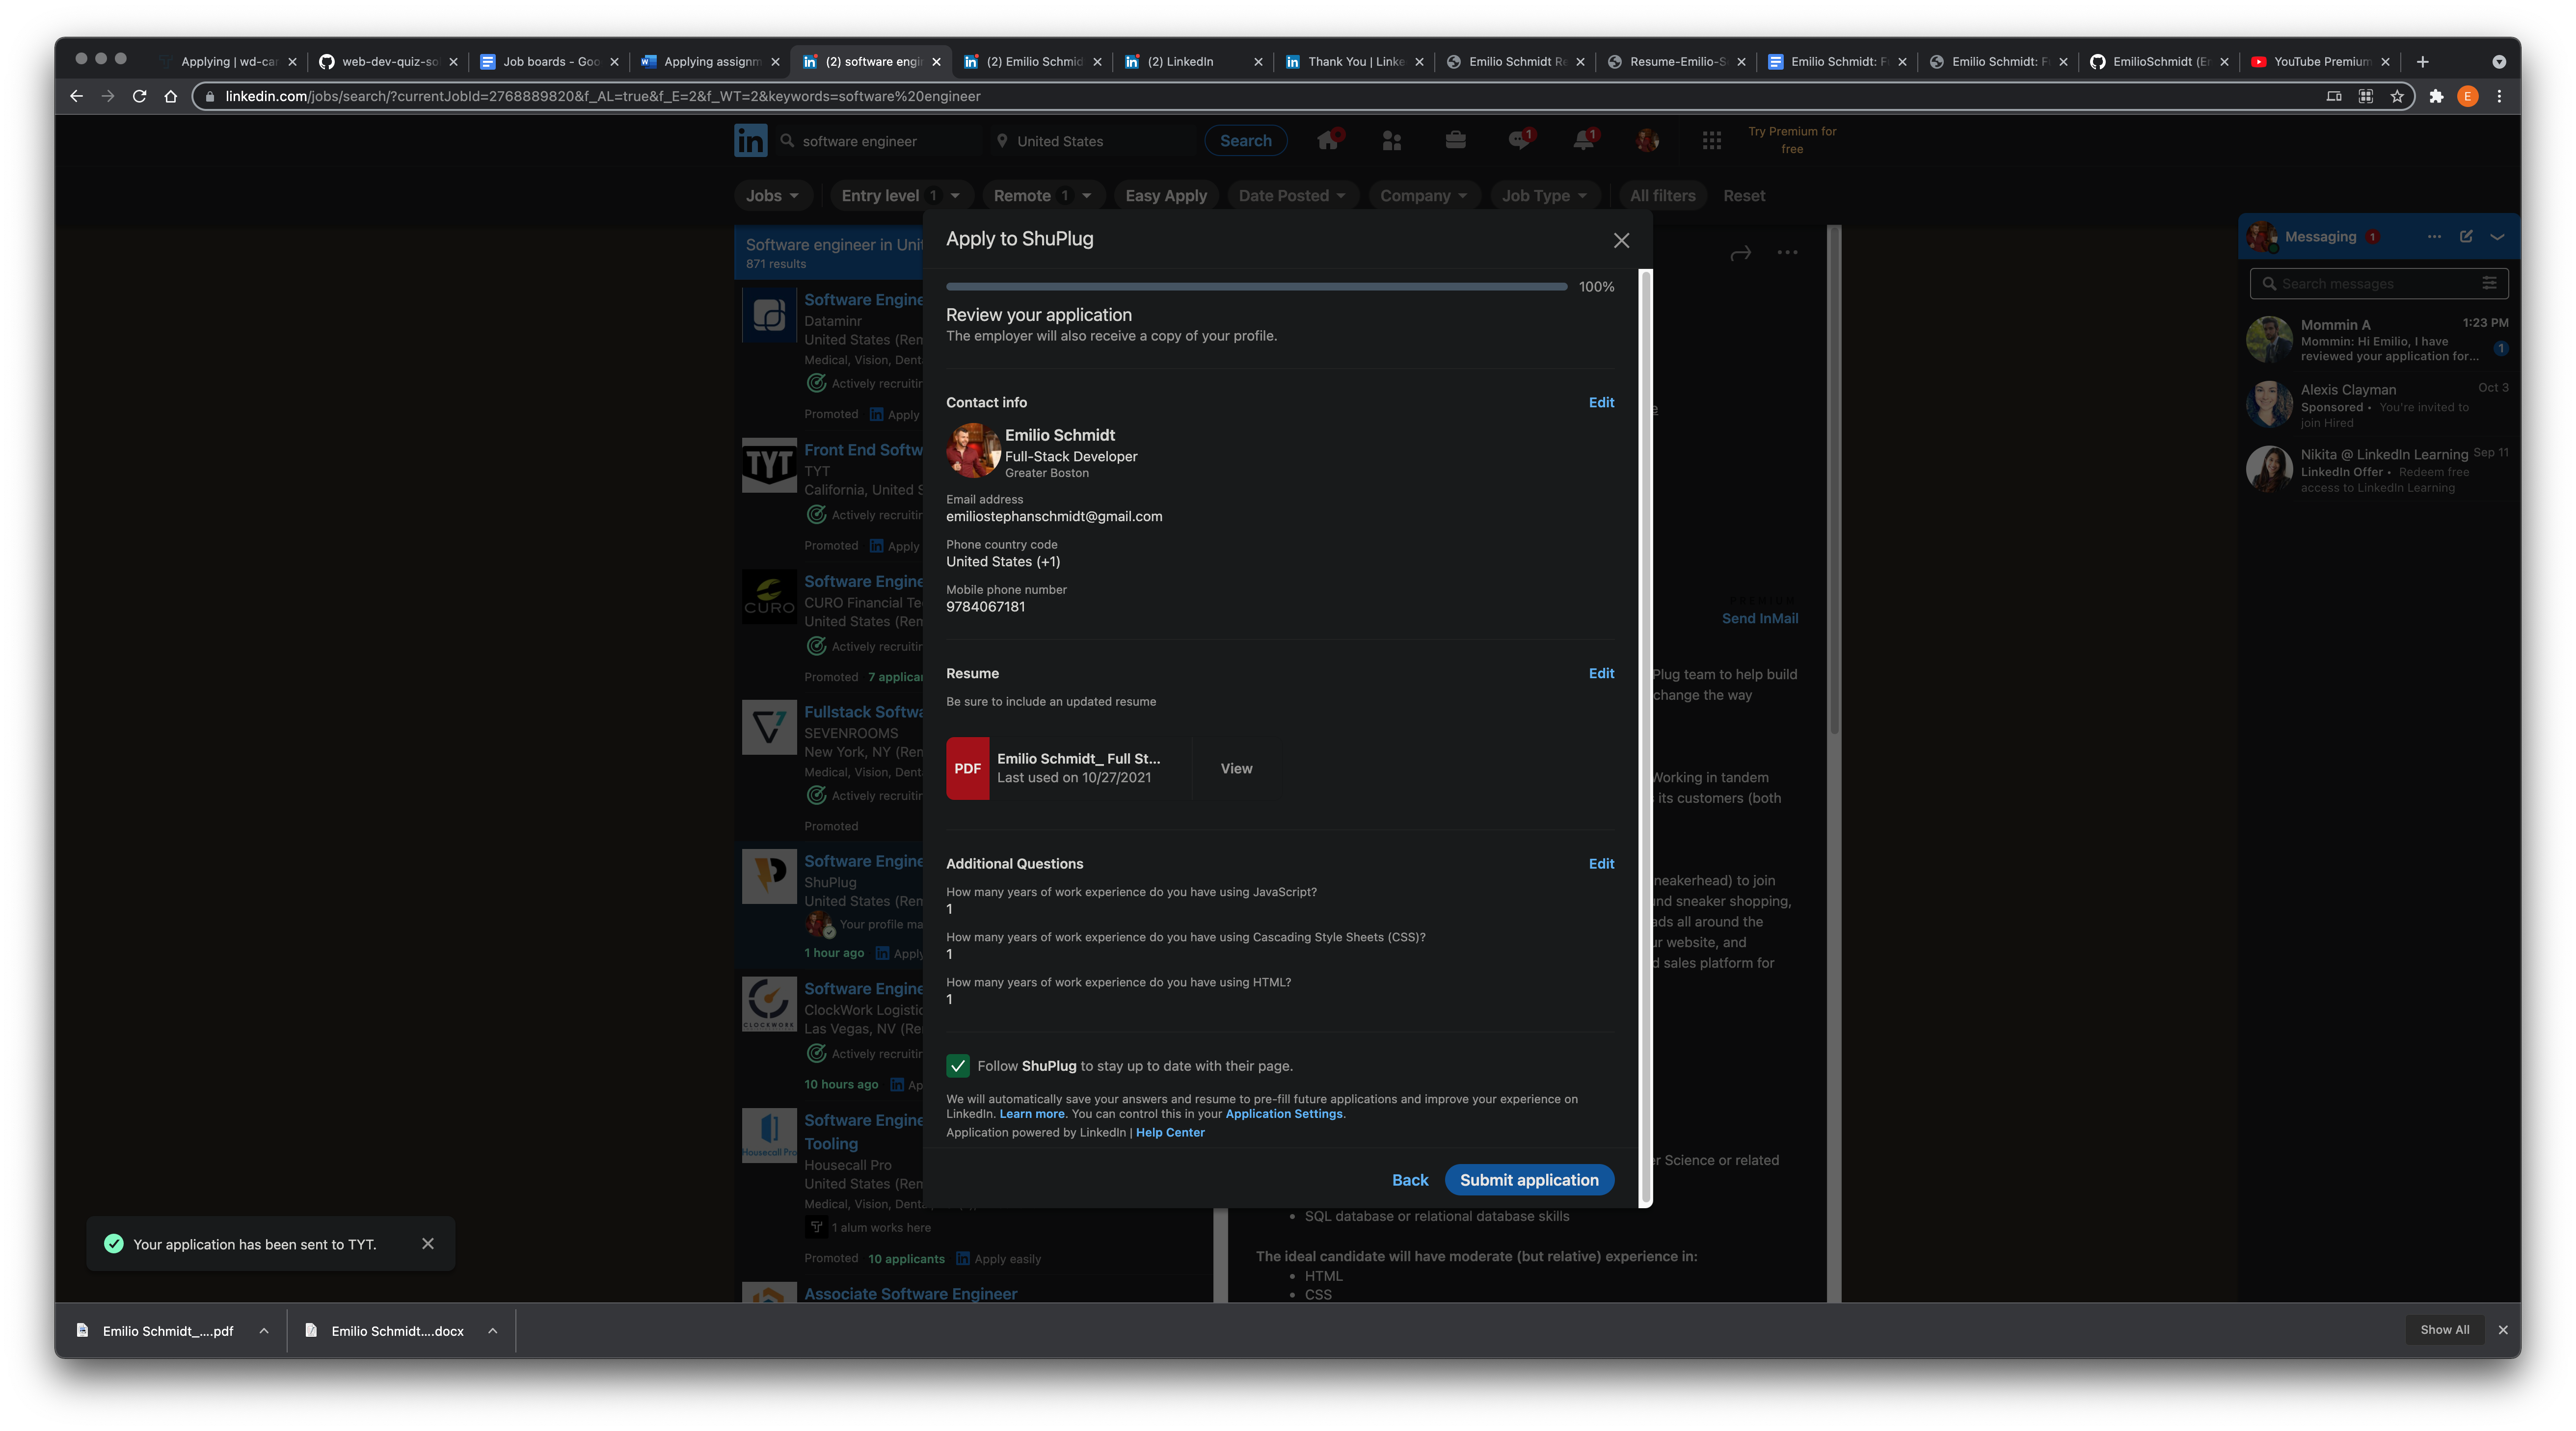 Applying | wd-car
web-dev-quiz-so
Job boards - Goo
Applying assignm
(2) software engin
(2) Emilio Schmid
(2) LinkedIn
Thank You | Linke
Emilio Schmidt Re
Resume-Emilio-S
Emilio Schmidt: F
Emilio Schmidt: F
EmilioSchmidt (E
YouTube Premium
linkedin.com/jobs/search/?currentJobId=2768889820&f_AL=true&f_E=2&f_WT=2&keywords=software%20engineer
E
in
software engineer
United States
Search
1
1
Try Premium for
free
Jobs
Entry level 1
Remote 1
Easy Apply
Date Posted
Company
Job Type
All filters
Reset
Software engineer in Uni
871 results
Software Engine
Dataminr
United States (Rem
Medical, Vision, Dent
Actively recruitin
Promoted
Apply
TYT
Front End Softw
TYT
California, United S
Actively recruitin
Promoted
Apply
CURO
Software Engine
CURO Financial Te
United States (Rem
Actively recruitin
Promoted
7 applica
Fullstack Softwa
SEVENROOMS
New York, NY (Rem
Medical, Vision, Dent
Actively recruitin
Promoted
Software Engine
ShuPlug
United States (Rem
Your profile ma
1 hour ago
Apply
CLOCKWORK
Software Engine
ClockWork Logistic
Las Vegas, NV (Re
Actively recruitin
10 hours ago
Ap
Housecall Pro
Software Engine
Tooling
Housecall Pro
United States (Rem
Medical, Vision, Dent
1 alum works here
Promoted
10 applicants
Apply easily
Associate Software Engineer
Apply to ShuPlug
100%
Review your application
The employer will also receive a copy of your profile.
Contact info
Edit
Emilio Schmidt
Full-Stack Developer
Greater Boston
Email address
emiliostephanschmidt@gmail.com
Phone country code
United States (+1)
Mobile phone number
9784067181
Resume
Edit
Be sure to include an updated resume
PDF
Emilio Schmidt_ Full St...
Last used on 10/27/2021
View
Additional Questions
Edit
How many years of work experience do you have using JavaScript?
1
How many years of work experience do you have using Cascading Style Sheets (CSS)?
1
How many years of work experience do you have using HTML?
1
Follow ShuPlug to stay up to date with their page.
We will automatically save your answers and resume to pre-fill future applications and improve your experience on
LinkedIn. Learn more. You can control this in your Application Settings.
Application powered by LinkedIn | Help Center
Back
Submit application
Send InMail
Plug team to help build
change the way
Working in tandem
its customers (both
neakerhead) to join
nd sneaker shopping,
ads all around the
ur website, and
d sales platform for
er Science or related
• SQL database or relational database skills
The ideal candidate will have moderate (but relative) experience in:
• HTML
• CSS
Messaging 1
Search messages
Mommin A
1:23 PM
Mommin: Hi Emilio, I have
reviewed your application for...
1
Alexis Clayman
Oct 3
Sponsored • You're invited to
join Hired
Nikita @ LinkedIn Learning
Sep 11
LinkedIn Offer • Redeem free
access to LinkedIn Learning
Your application has been sent to TYT.
Emilio Schmidt_....pdf
Emilio Schmidt....docx
Show All